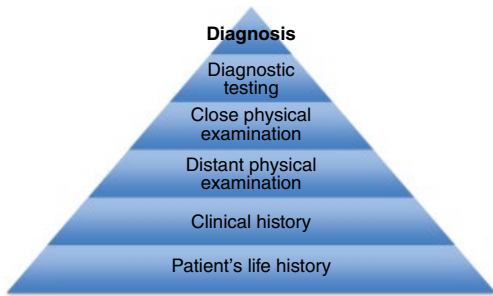 Diagnosis
Diagnostic
testing
Close physical
examination
Distant physical
examination
Clinical history
Patient's life history